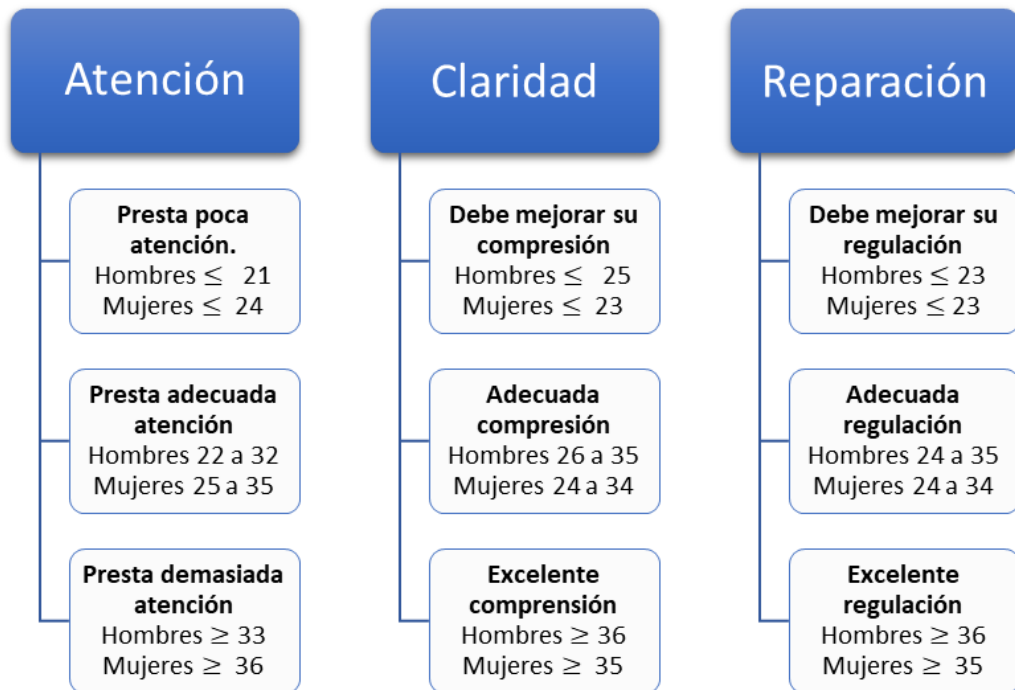 Atención
Presta poca
atención.
Hombres ≤ 21
Mujeres ≤ 24
Presta adecuada
atención
Hombres 22 a 32
Mujeres 25 a 35
Presta demasiada
atención
Hombres ≥ 33
Mujeres ≥ 36
Claridad
Debe mejorar su
compresión
Hombres ≤ 25
Mujeres ≤ 23
Adecuada
compresión
Hombres 26 a 35
Mujeres 24 a 34
Excelente
comprensión
Hombres ≥ 36
Mujeres ≥ 35
Reparación
Debe mejorar su
regulación
Hombres ≤ 23
Mujeres ≤ 23
Adecuada
regulación
Hombres 24 a 35
Mujeres 24 a 34
Excelente
regulación
Hombres ≥ 36
Mujeres ≥ 35